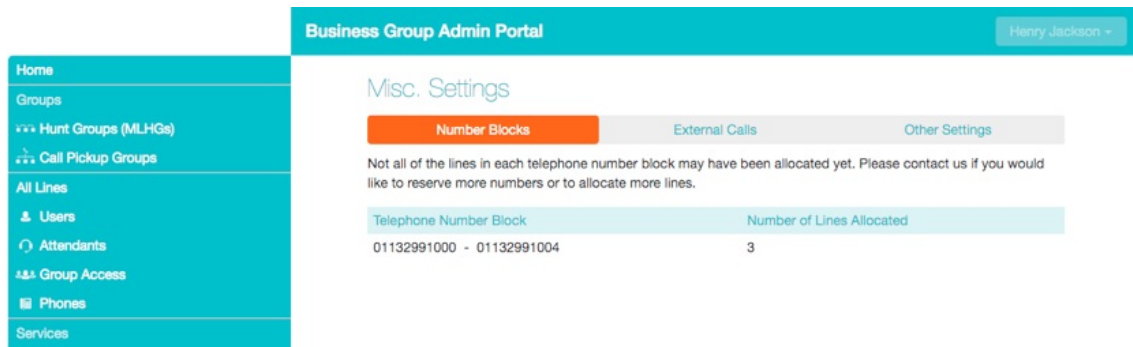 Business Group Admin Portal
Henry Jackson
Home
Groups
Hunt Groups (MLHGs)
Call Pickup Groups
All Lines
Users
Attendants
Group Access
Phones
Services
Misc. Settings
Number Blocks
External Calls
Other Settings
Not all of the lines in each telephone number block may have been allocated yet. Please contact us if you would
like to reserve more numbers or to allocate more lines.
Telephone Number Block
Number of Lines Allocated
01132991000 - 01132991004
3